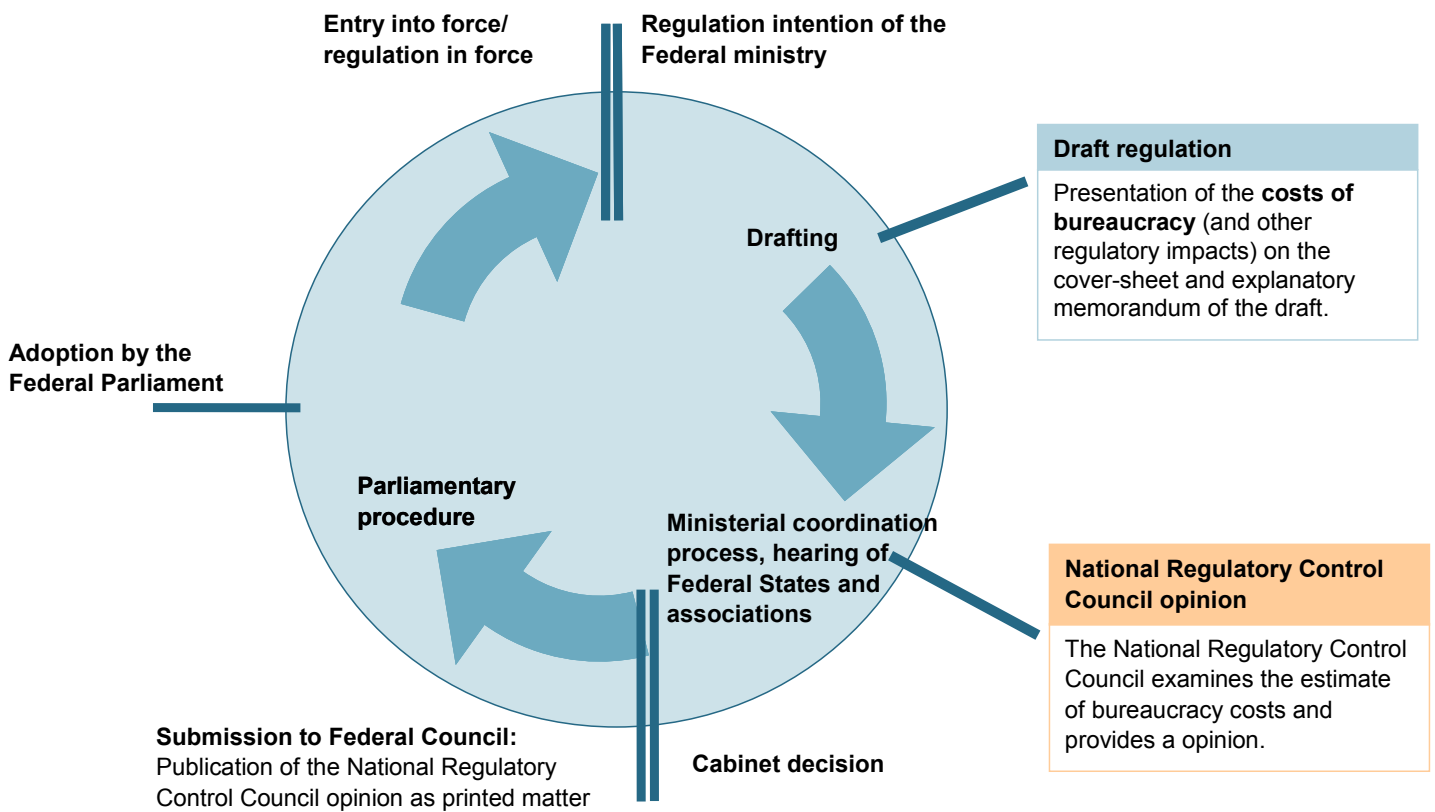 Entry into force/
regulation in force
Regulation intention of the
Federal ministry
Draft regulation
Presentation of the costs of
bureaucracy (and other
regulatory impacts) on the
cover-sheet and explanatory
memorandum of the draft.
Drafting
Adoption by the
Federal Parliament
Parliamentary
procedure
Ministerial coordination
process, hearing of
Federal States and
associations
National Regulatory Control
Council opinion
The National Regulatory Control
Council examines the estimate
of bureaucracy costs and
provides a opinion.
Submission to Federal Council:
Publication of the National Regulatory
Control Council opinion as printed matter
Cabinet decision